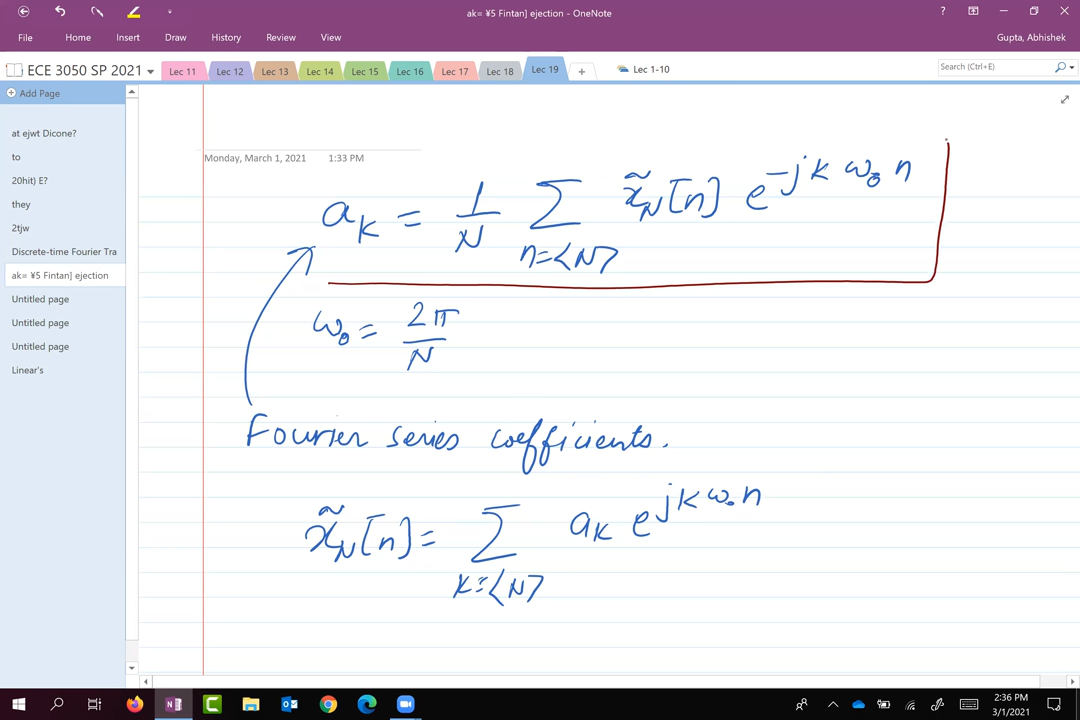 ak= ¥5 Fintan] ejection - OneNote
?
File Home Insert Draw History Review View
Gupta, Abhishek
ECE 3050 SP 2021
Lec 11 Lec 12 Lec 13 Lec 14 Lec 15 Lec 16 Lec 17 Lec 18 Lec 19 + Lec 1-10
Search (Ctrl+E)
Add Page
at ejwt Dicone?
to
20hit) E?
they
2tjw
Discrete-time Fourier Tra
ak= ¥5 Fintan] ejection
Untitled page
Untitled page
Untitled page
Linear's
Monday, March 1, 2021 1:33 PM
a_k = 1/N Σ_{n=<N>} x̃_N[n] e^{-jkω₀n}
ω₀ = 2π/N
Fourier series coefficients.
x̃_N[n] = Σ_{k=<N>} a_k e^{jkω₀n}
2:36 PM
3/1/2021